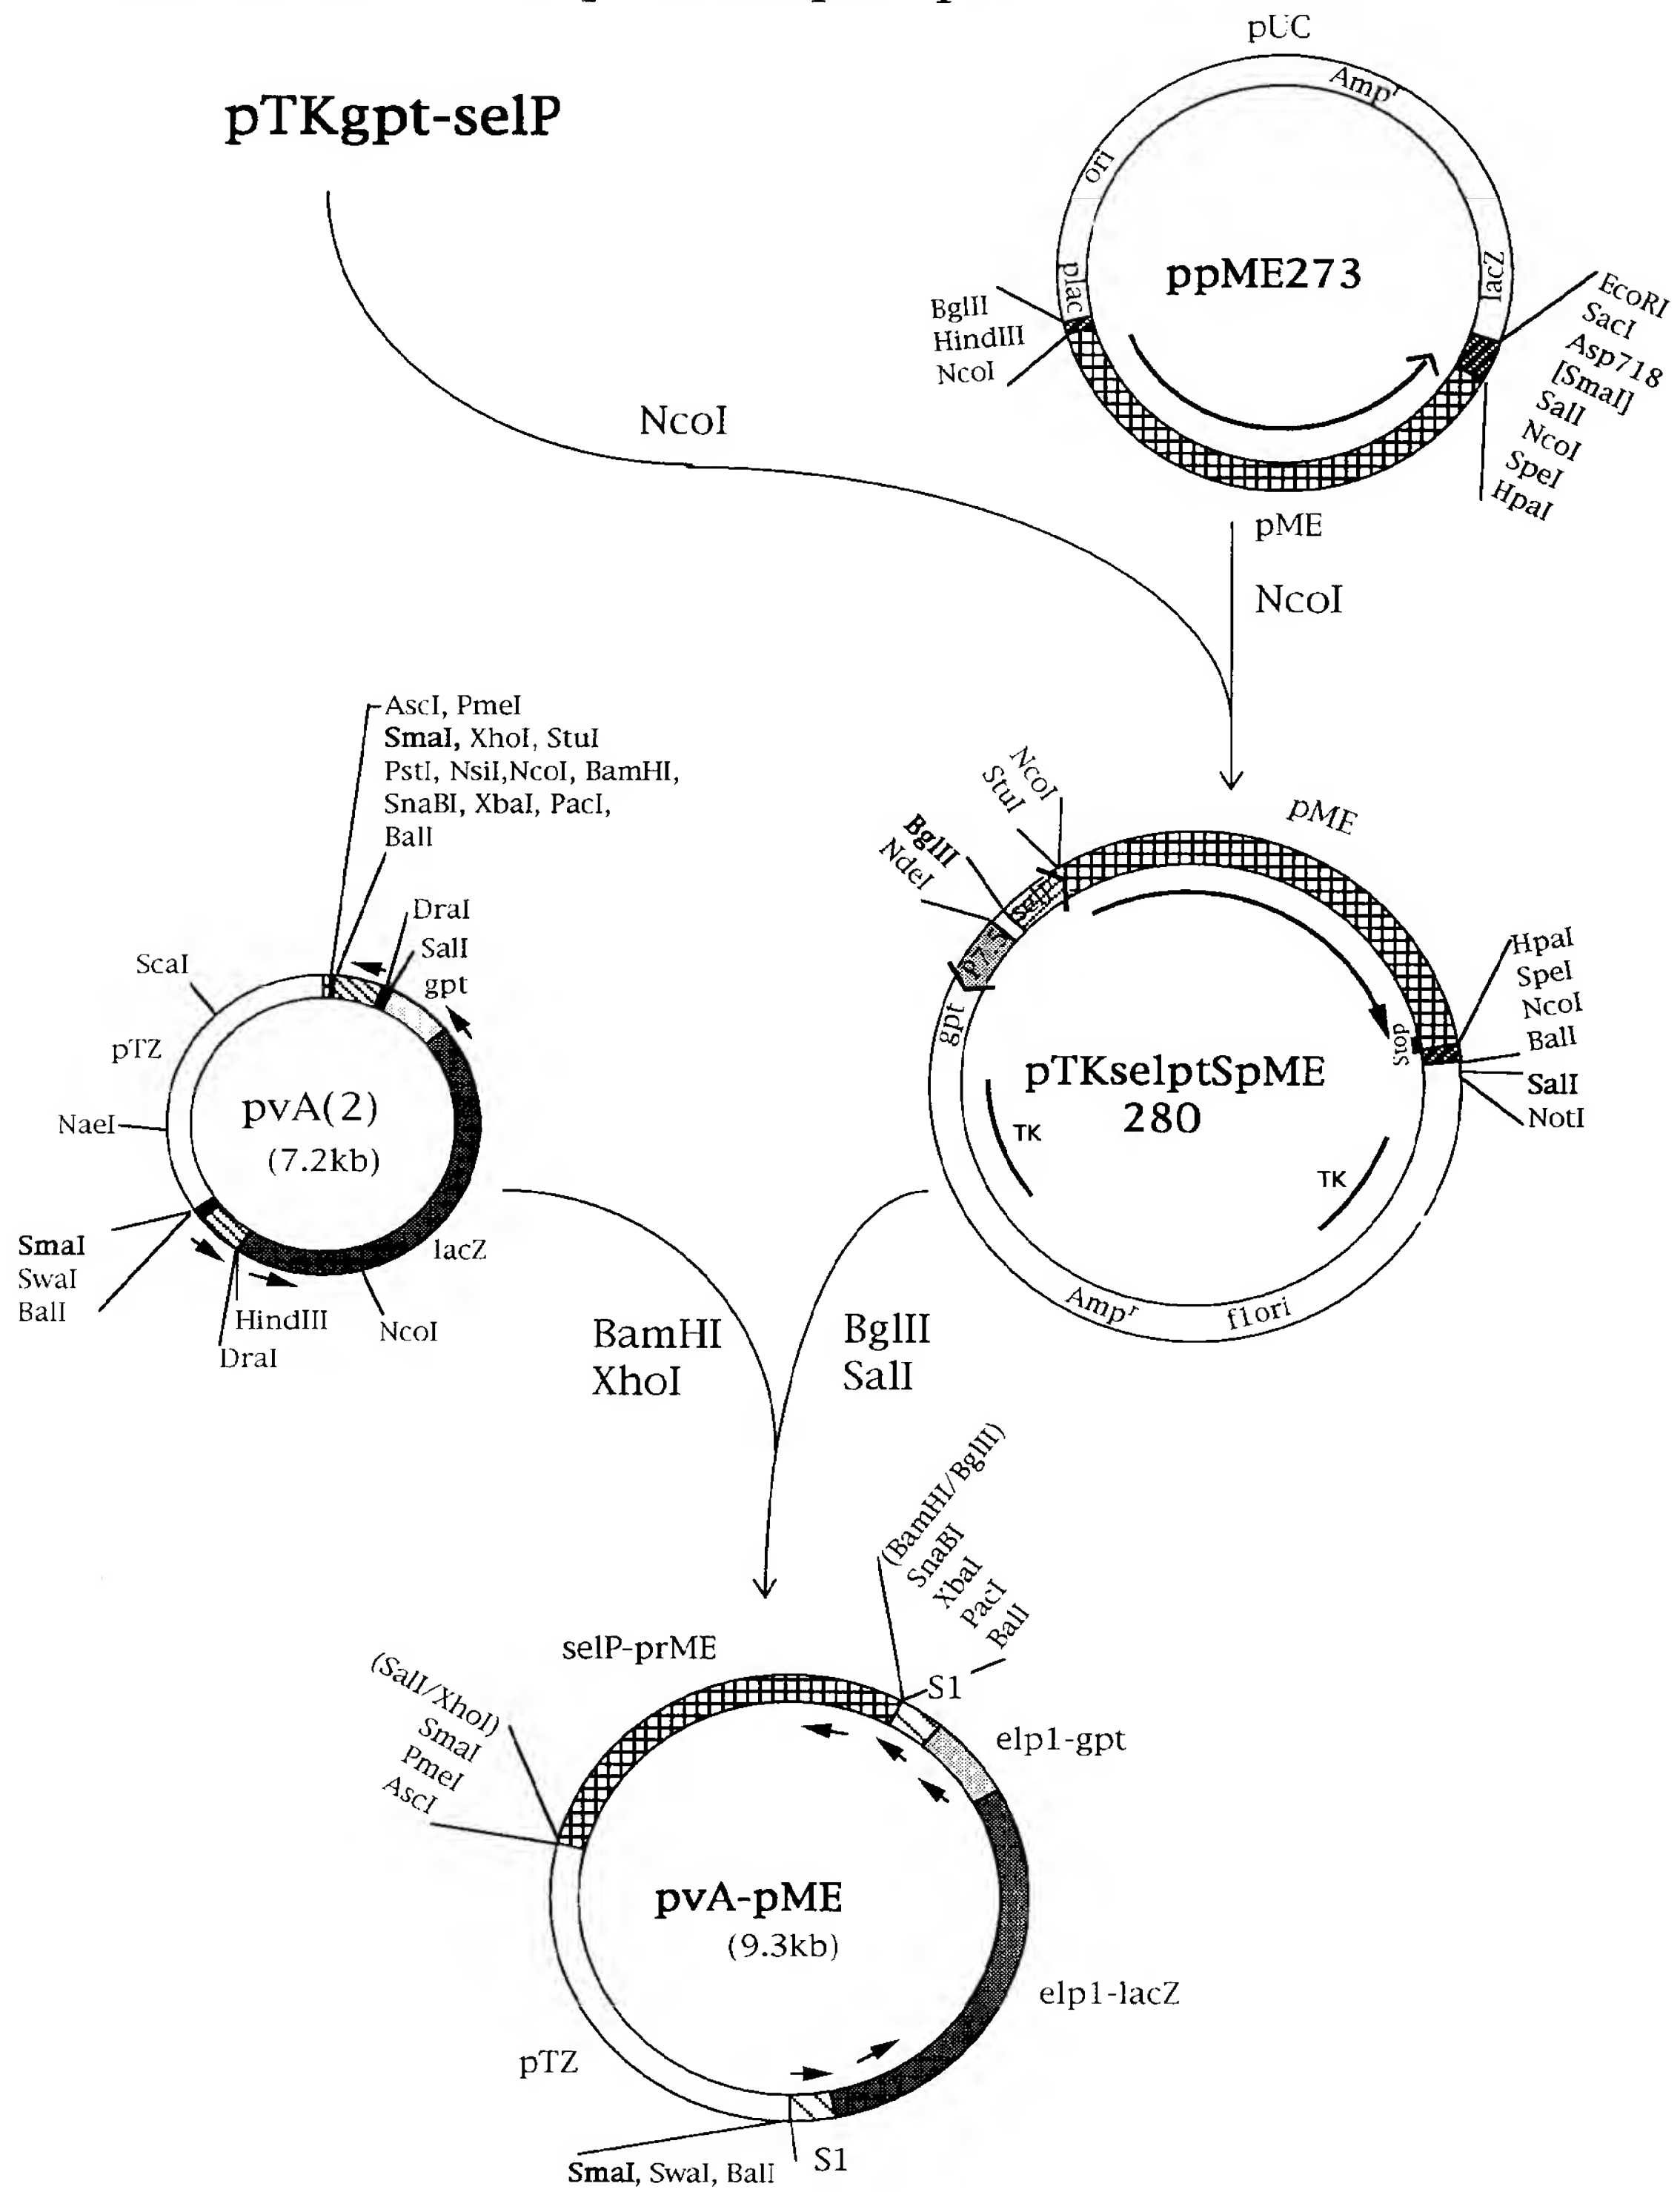 pUC
Ampʳ
pTKgpt-selP
ori
plac
lacZ
ppME273
BglII
HindIII
NcoI
EcoRI
SacI
Asp718
[SmaI]
SalI
NcoI
SpeI
HpaI
pME
NcoI
NcoI
AscI, PmeI
SmaI, XhoI, StuI
PstI, NsiI,NcoI, BamHI,
SnaBI, XbaI, PacI,
BalI
DraI
SalI
gpt
ScaI
pTZ
NaeI
pvA(2)
(7.2kb)
SmaI
SwaI
BalI
HindIII
DraI
NcoI
lacZ
NcoI
StuI
BglII
NdeI
pME
selP
P7.5
gpt
Stop
HpaI
SpeI
NcoI
BalI
SalI
NotI
pTKselptSpME
280
TK
TK
Ampʳ
f1ori
BamHI
XhoI
BglII
SalI
(BamHI/BglII)
SnaBI
XbaI
PacI
BalI
selP-prME
(SalI/XhoI)
SmaI
PmeI
AscI
S1
elp1-gpt
pvA-pME
(9.3kb)
elp1-lacZ
pTZ
S1
SmaI, SwaI, BalI